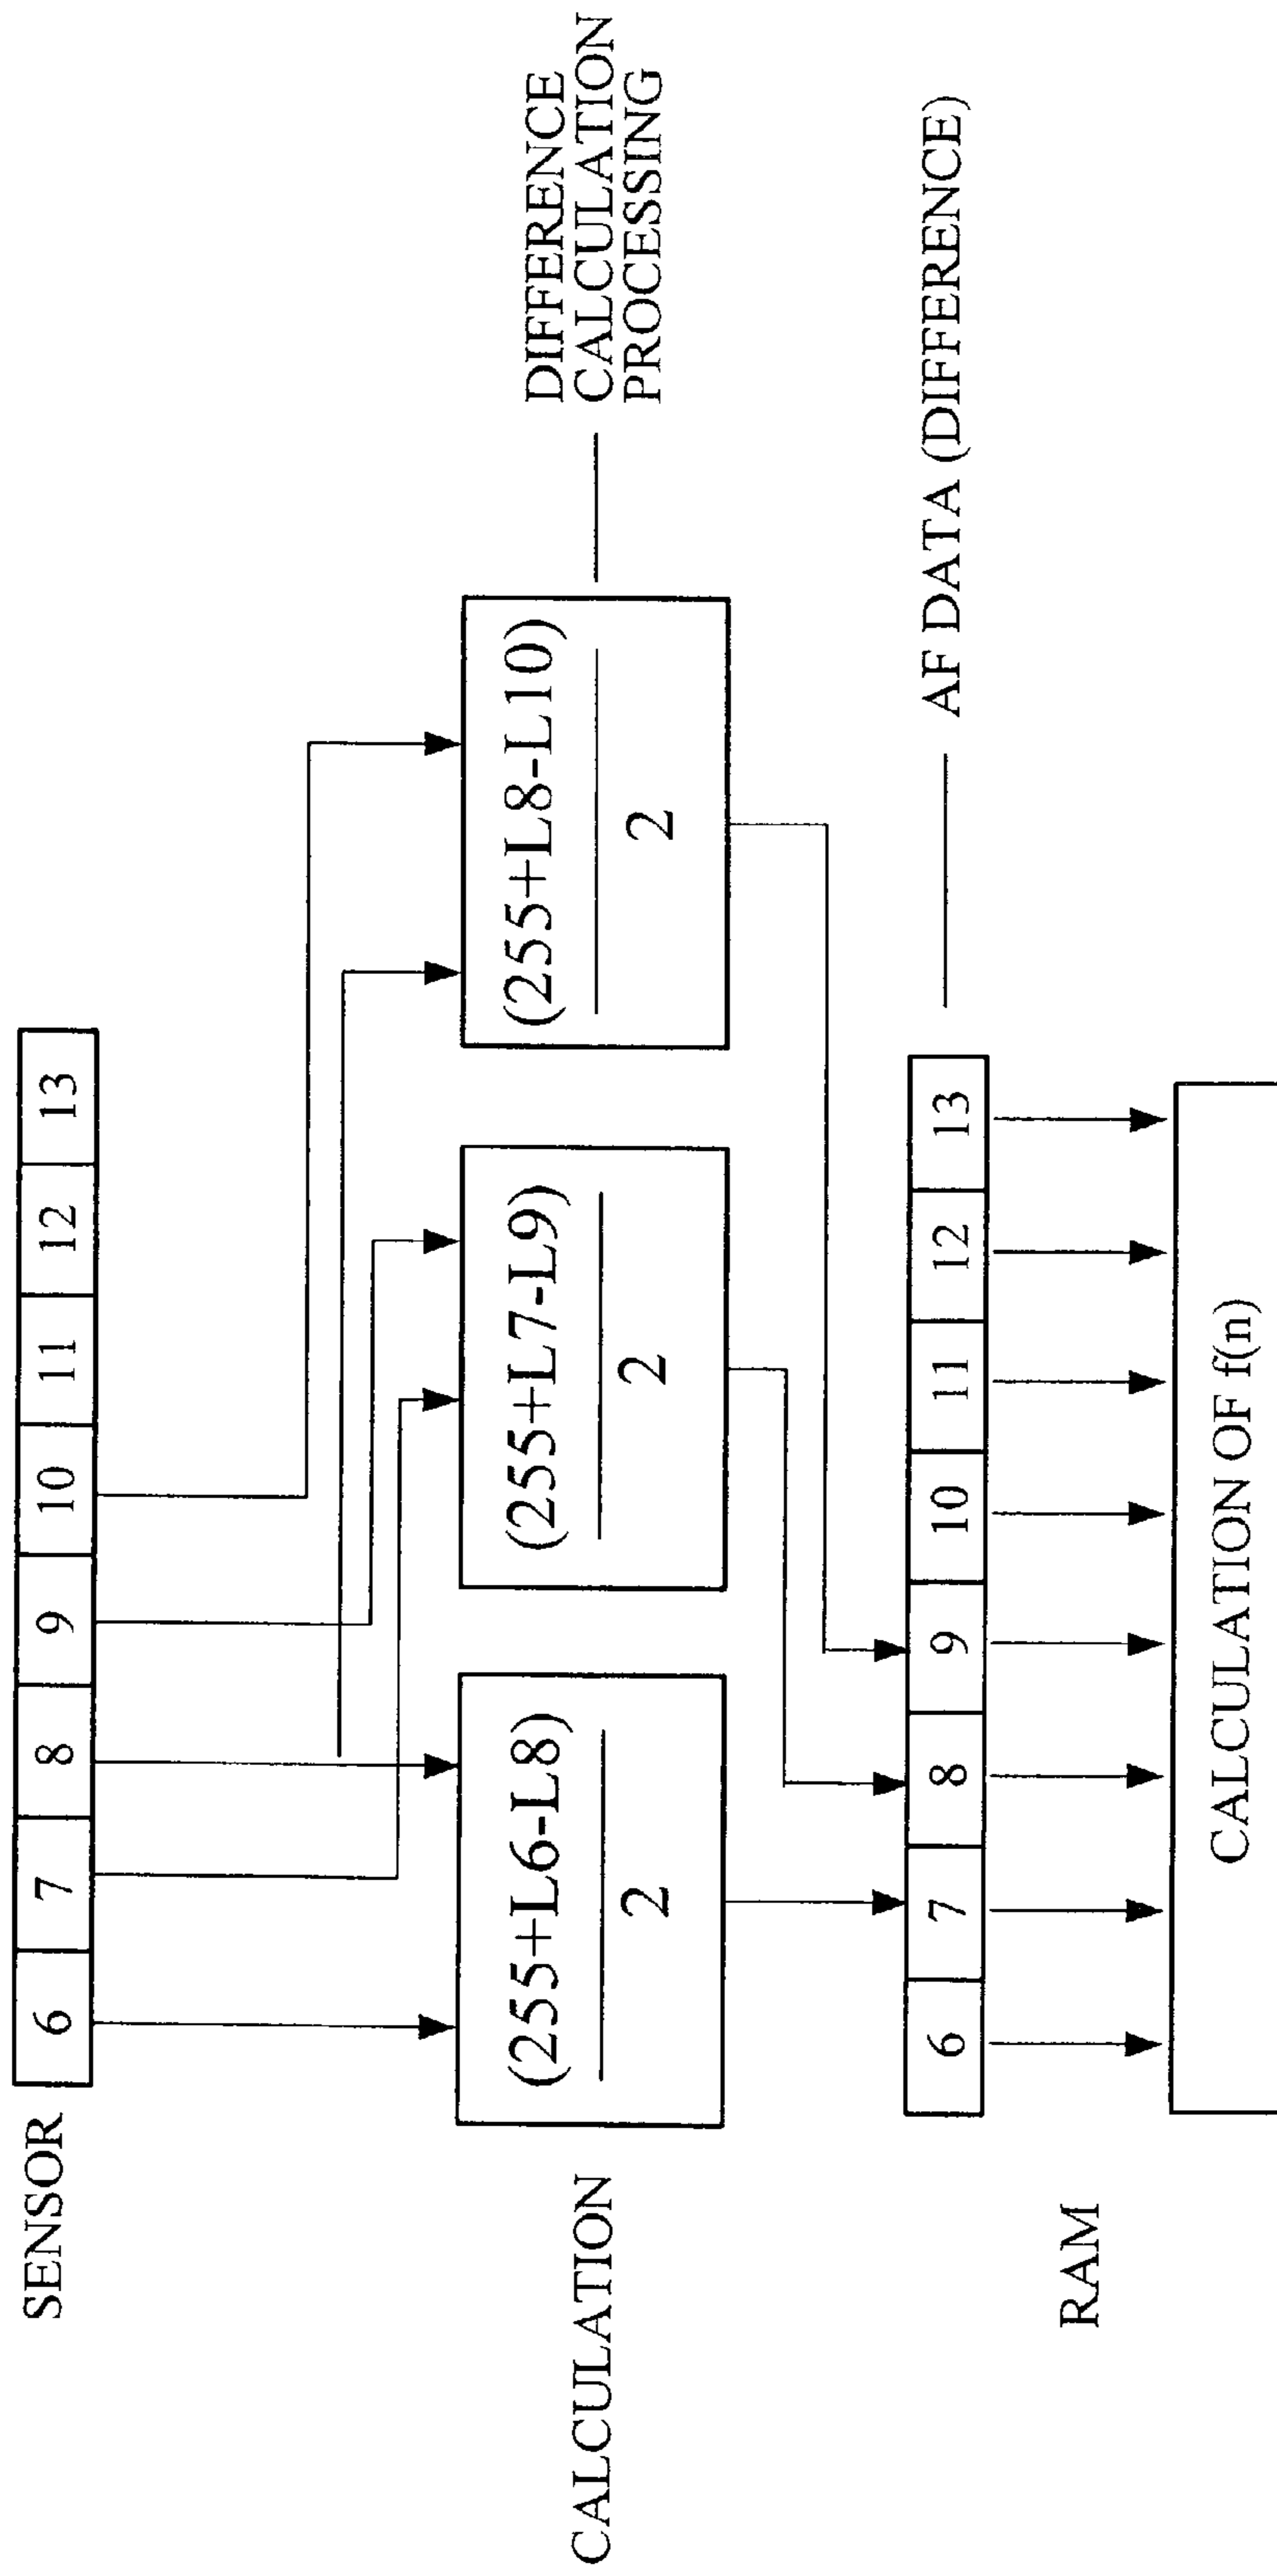 SENSOR
6 7 8 9 10 11 12 13
CALCULATION
(255+L6-L8)
2
(255+L7-L9)
2
(255+L8-L10)
2
DIFFERENCE
CALCULATION
PROCESSING
RAM
6 7 8 9 10 11 12 13
AF DATA (DIFFERENCE)
CALCULATION OF f(n)